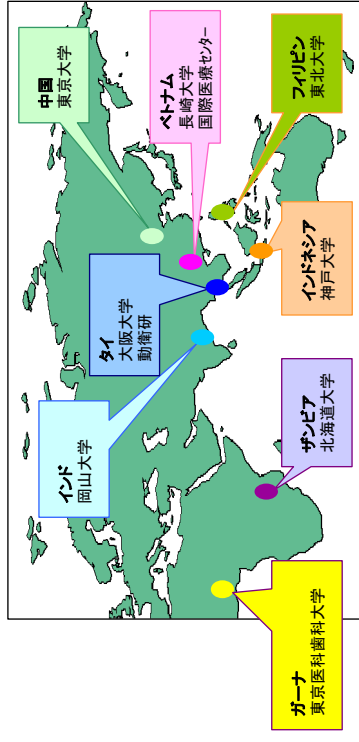 中国
東京大学
ベトナム
長崎大学
国際医療センター
フィリピン
東北大学
タイ
大阪大学
動衛研
インドネシア
神戸大学
インド
岡山大学
ザンビア
北海道大学
ガーナ
東京医科歯科大学